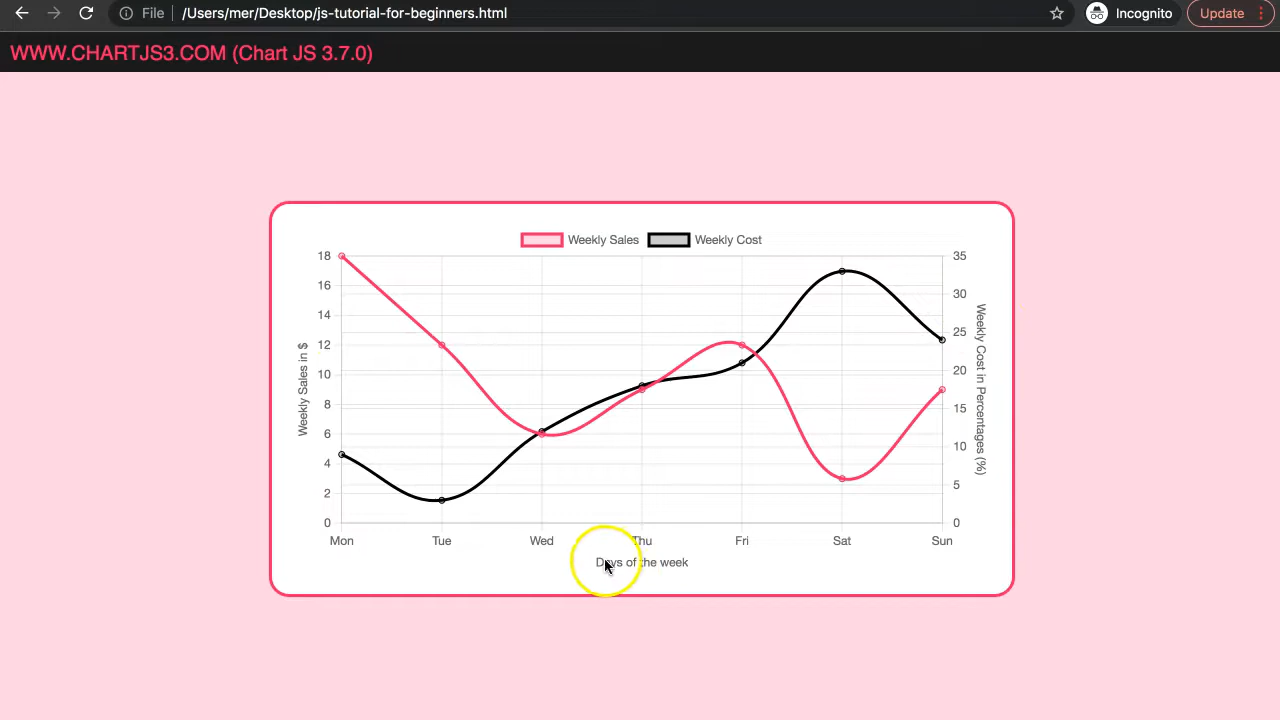 File
/Users/mer/Desktop/js-tutorial-for-beginners.html
Incognito
Update
WWW.CHARTJS3.COM (Chart JS 3.7.0)
Weekly Sales
Weekly Cost
18
16
14
12
10
8
6
4
2
0
Weekly Sales in $
35
30
25
20
15
10
5
0
Weekly Cost in Percentages (%)
Mon Tue Wed Thu Fri Sat Sun
Days of the week